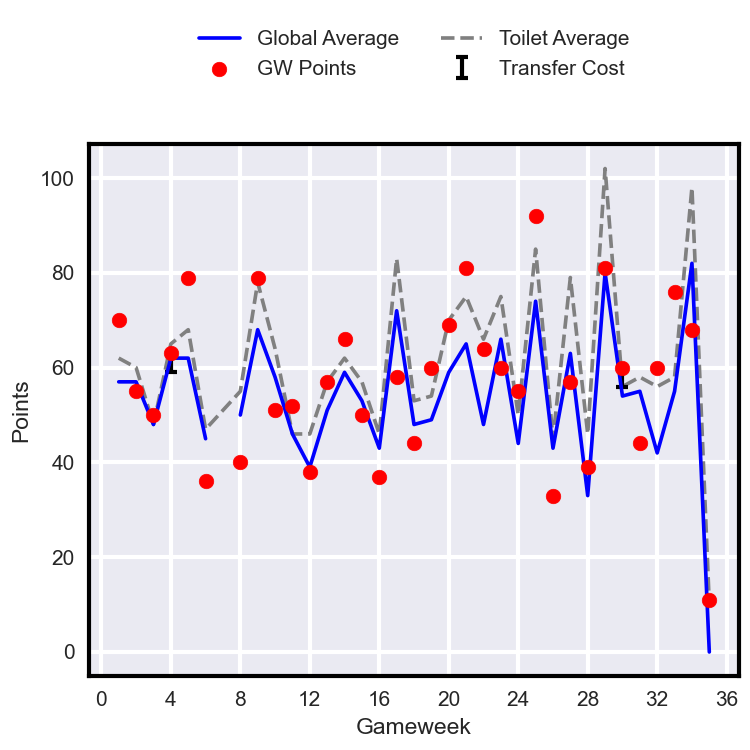 Global Average
Toilet Average
GW Points
Transfer Cost
100
80
60
40
20
0
Points
0 4 8 12 16 20 24 28 32 36
Gameweek